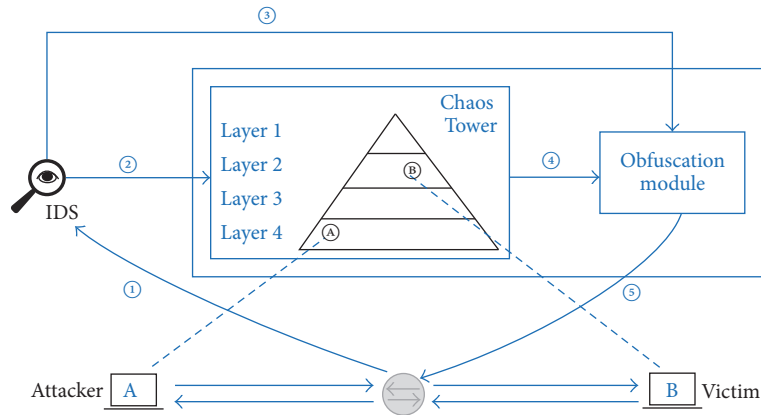 ③
Chaos
Tower
Layer 1
Layer 2
Layer 3
Layer 4
B
A
②
④
Obfuscation
module
IDS
①
⑤
Attacker
A
B
Victim